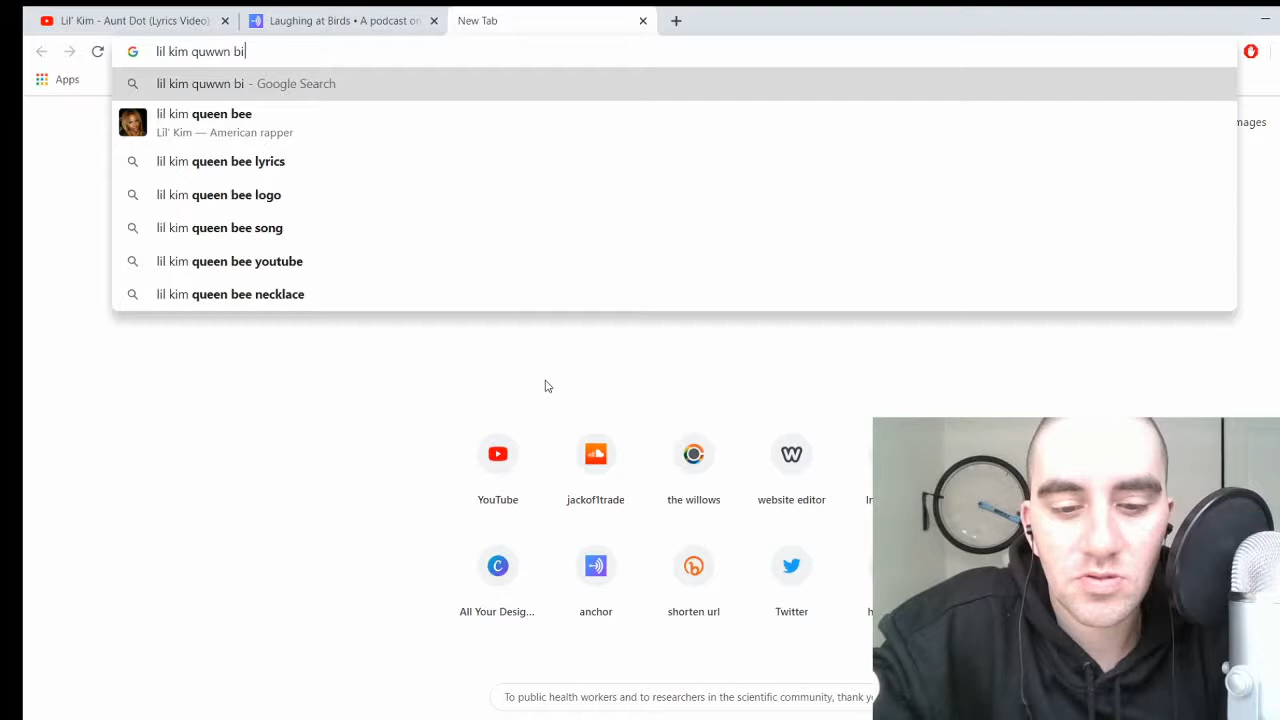 Lil' Kim - Aunt Dot (Lyrics Video)
Laughing at Birds • A podcast on
New Tab
lil kim quwwn bi
Apps
lil kim quwwn bi - Google Search
lil kim queen bee
Lil' Kim — American rapper
lil kim queen bee lyrics
lil kim queen bee logo
lil kim queen bee song
lil kim queen bee youtube
lil kim queen bee necklace
mages
YouTube
jackof1trade
the willows
website editor
All Your Desig...
anchor
shorten url
Twitter
To public health workers and to researchers in the scientific community, thank